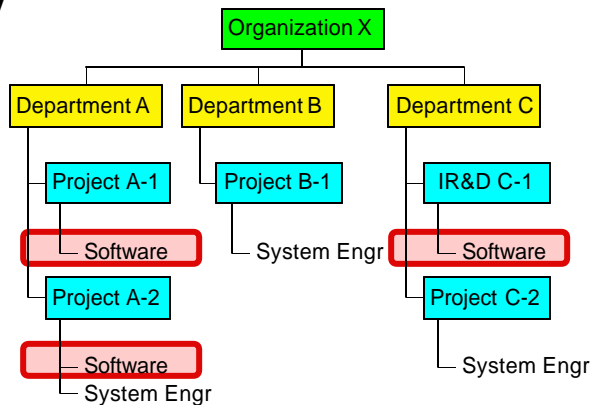 Organization X
Department A
Department B
Department C
Project A-1
Project B-1
IR&D C-1
Software
System Engr
Software
Project A-2
Project C-2
Software
System Engr
System Engr